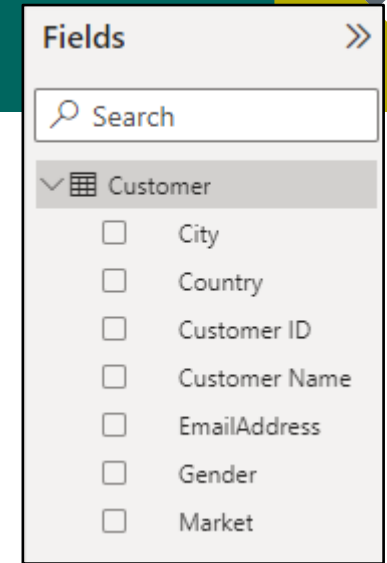 Fields
Search
Customer
City
Country
Customer ID
Customer Name
EmailAddress
Gender
Market